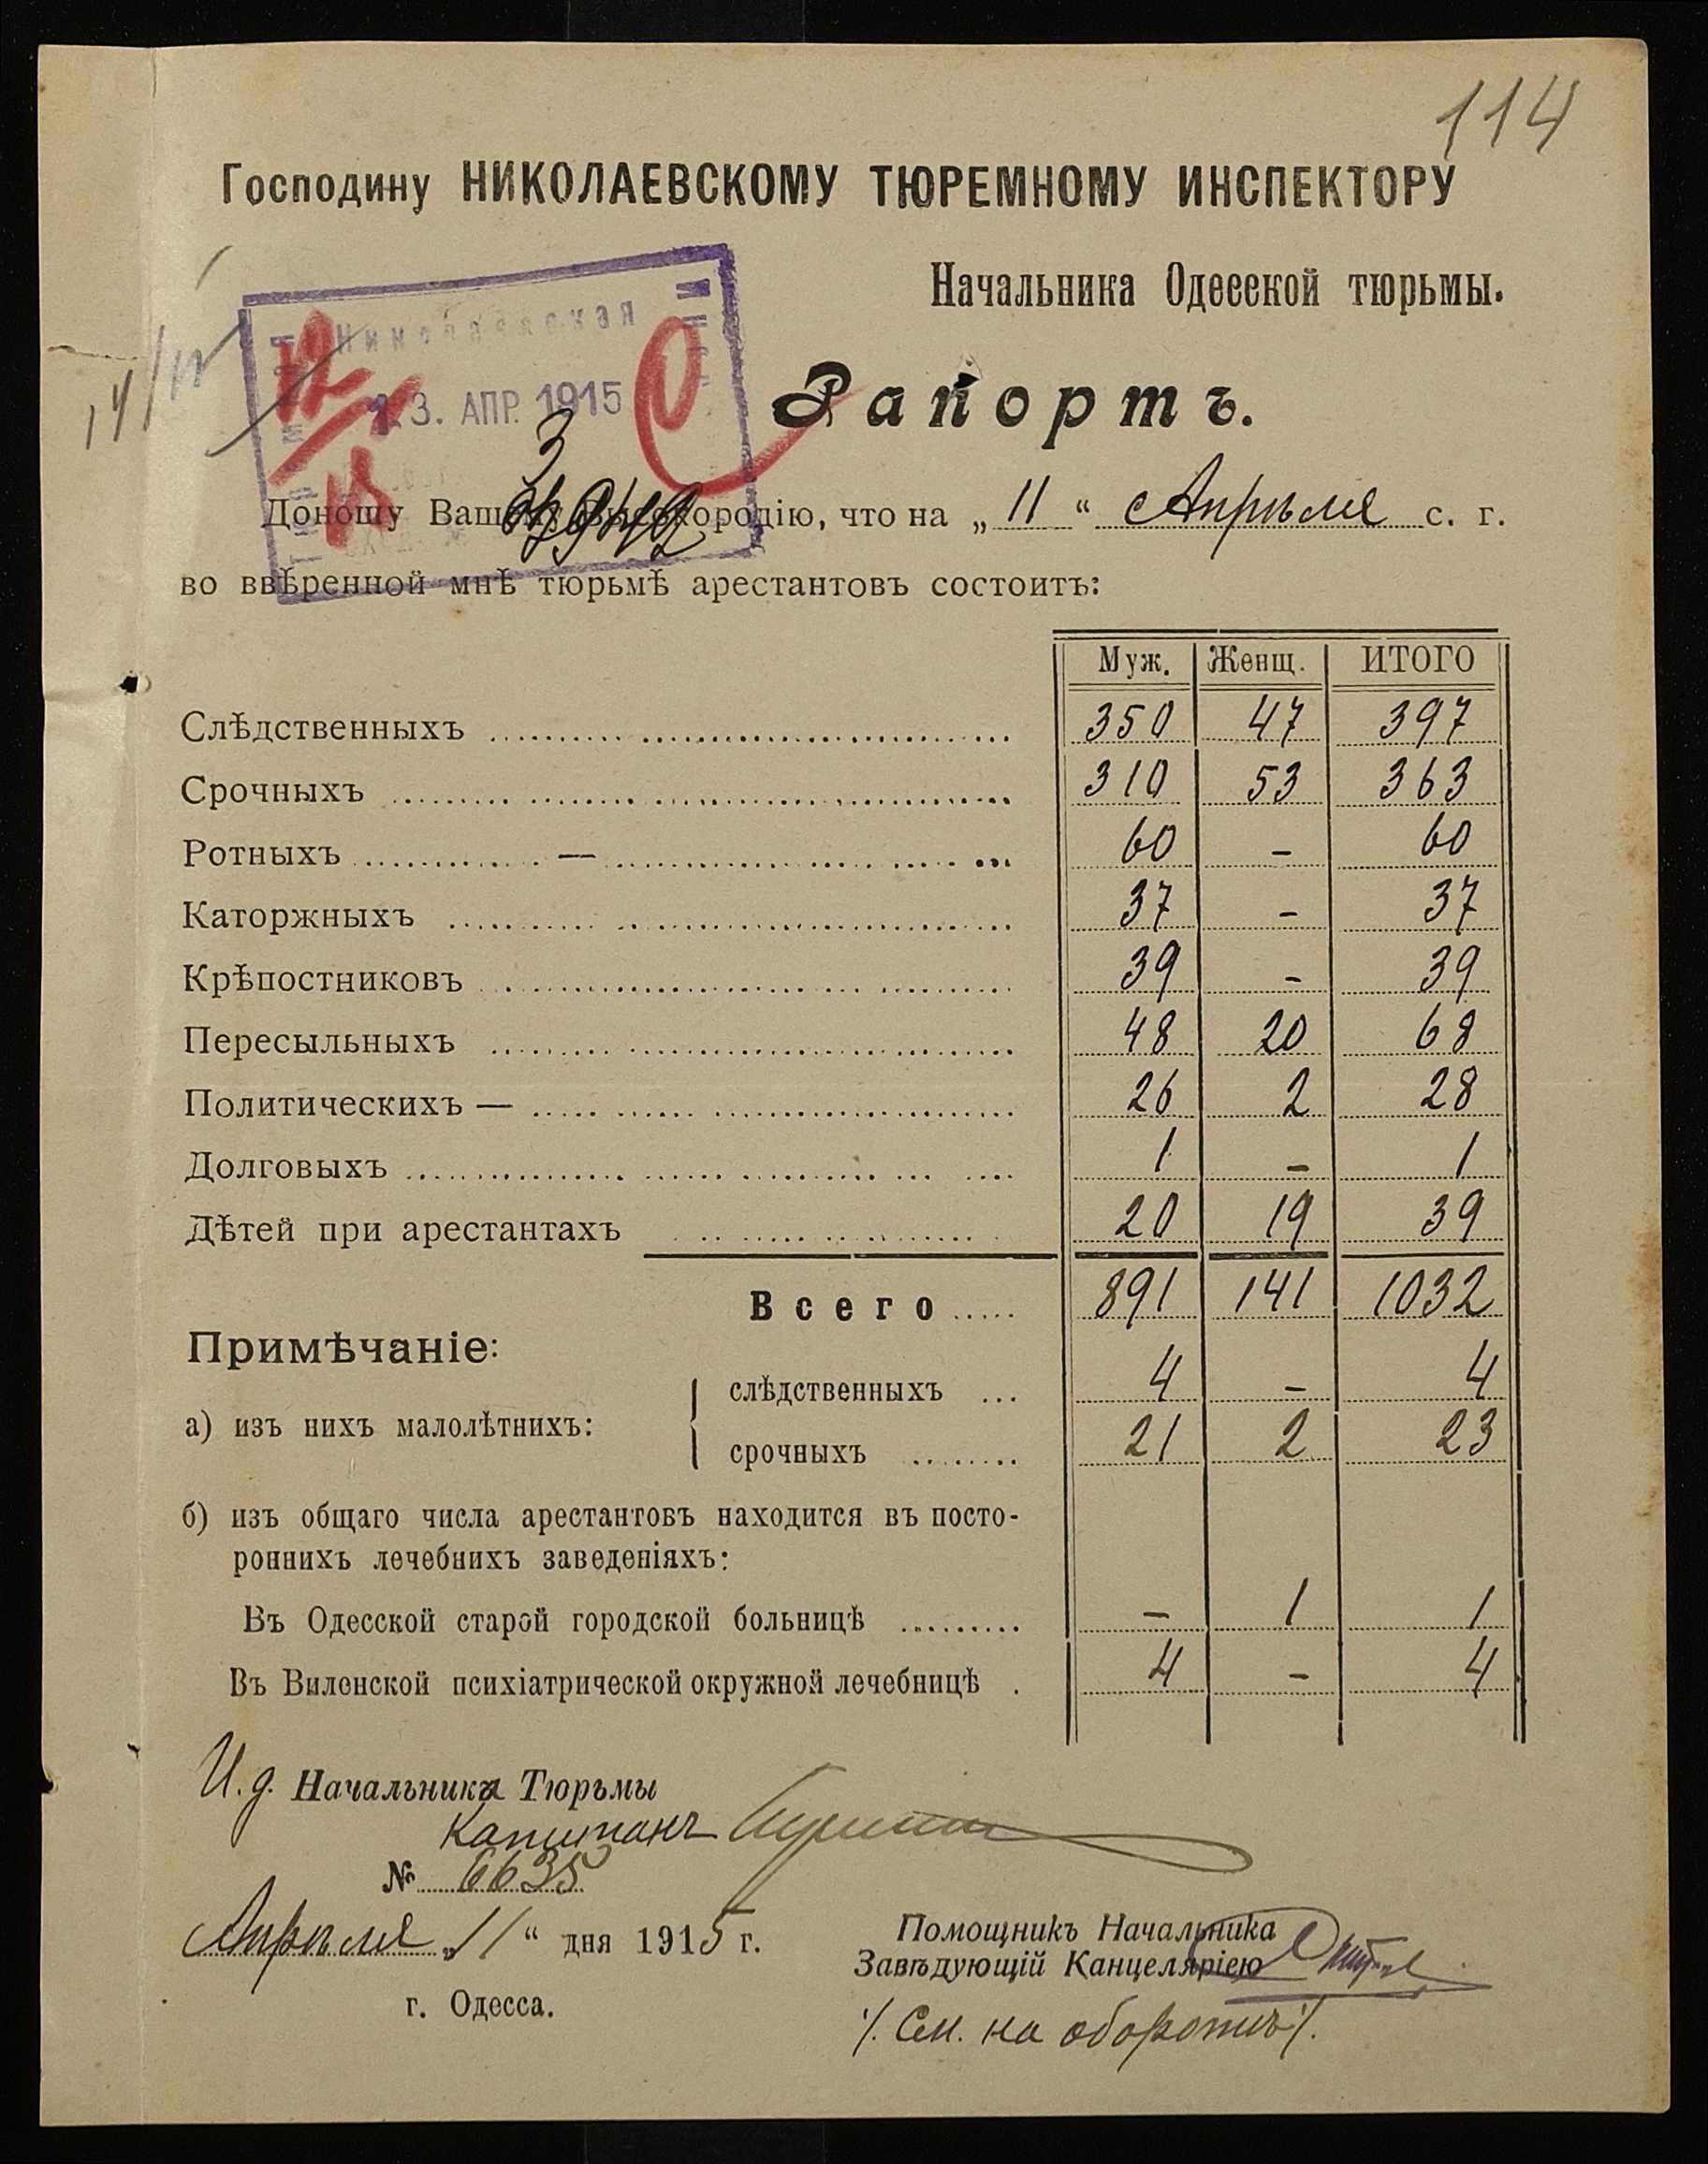 114
Господину НИКОЛАЕВСКОМУ ТЮРЕМНОМУ ИНСПЕКТОРУ
Начальника Одесской тюрьмы.
Николаевская
13. АПР. 1915
Рапортъ.
Доношу Вашему Высокородію, что на „11“ Апрѣля с. г.
во ввѣренной мнѣ тюрьмѣ арестантовъ состоитъ:
Муж. Женщ. ИТОГО
Слѣдственныхъ 350 47 397
Срочныхъ 310 53 363
Ротныхъ — 60 - 60
Каторжныхъ 37 - 37
Крѣпостниковъ 39 - 39
Пересыльныхъ 48 20 68
Политическихъ — 26 2 28
Долговыхъ 1 - 1
Дѣтей при арестантахъ 20 19 39
Всего 891 141 1032
Примѣчаніе:
слѣдственныхъ 4 - 4
а) изъ нихъ малолѣтнихъ:
срочныхъ 21 2 23
б) изъ общаго числа арестантовъ находится въ посто-
роннихъ лечебнихъ заведеніяхъ:
Въ Одесской старой городской больницѣ - 1 1
Въ Виленской психіатрической окружной лечебницѣ 4 - 4
И. д. Начальника Тюрьмы
Капитанъ
№ 6635
Апрѣля „11“ дня 1915 г.
г. Одесса.
Помощникъ Начальника
Завѣдующій Канцеляріею
/. См. на оборотѣ /.